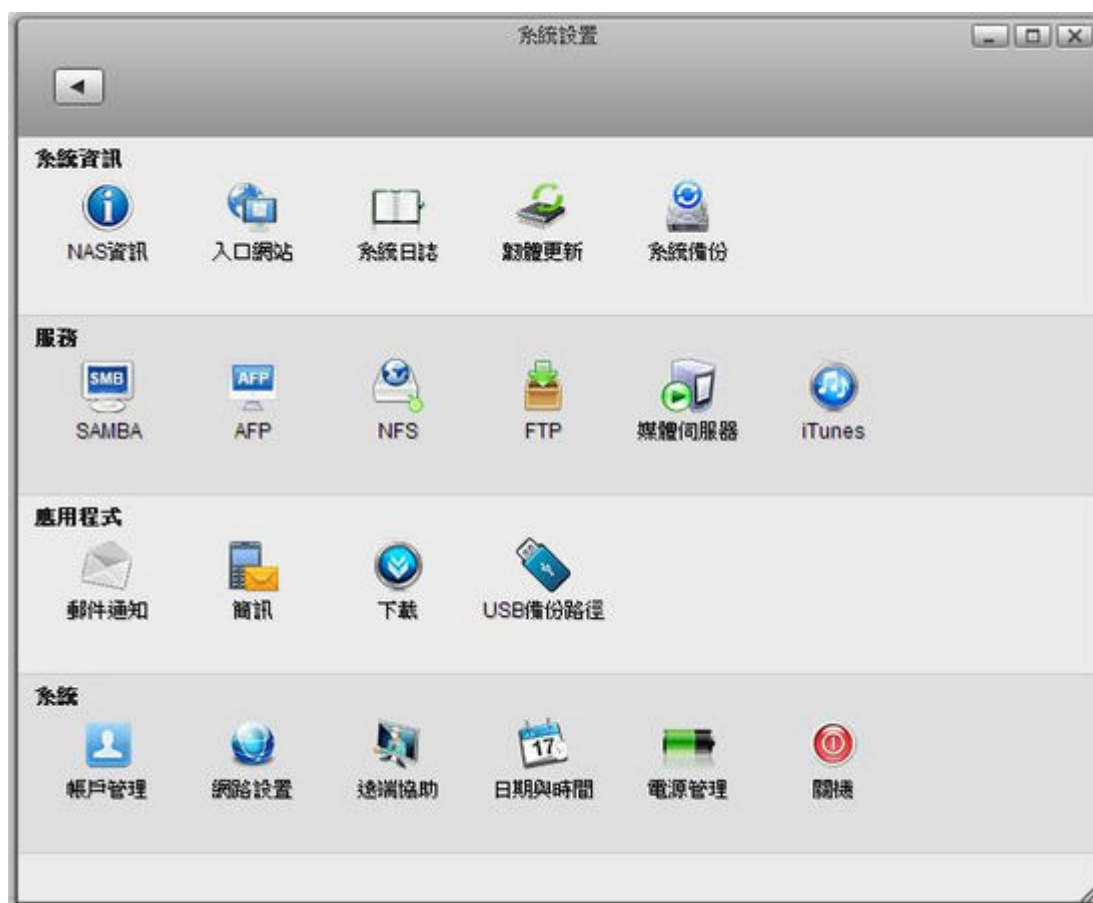 系統設置
系統資訊
NAS資訊 入口網站 系統日誌 韌體更新 系統備份
服務
SMB AFP
SAMBA AFP NFS FTP 媒體伺服器 iTunes
應用程式
郵件通知 簡訊 下載 USB備份路徑
系統
17
帳戶管理 網路設置 遠端協助 日期與時間 電源管理 關機